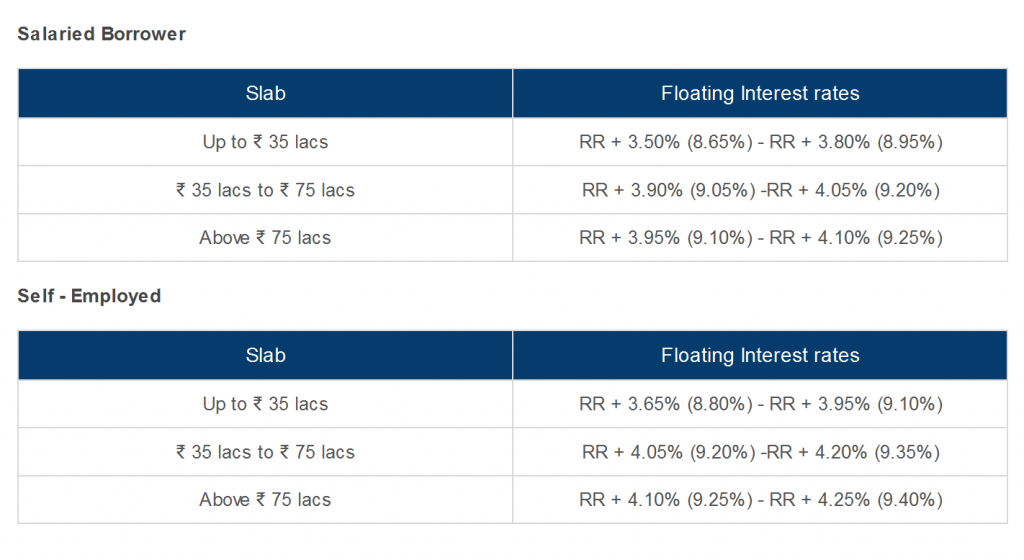 Salaried Borrower
Slab Floating Interest rates
Up to ₹ 35 lacs RR + 3.50% (8.65%) - RR + 3.80% (8.95%)
₹ 35 lacs to ₹ 75 lacs RR + 3.90% (9.05%) -RR + 4.05% (9.20%)
Above ₹ 75 lacs RR + 3.95% (9.10%) - RR + 4.10% (9.25%)
Self - Employed
Slab Floating Interest rates
Up to ₹ 35 lacs RR + 3.65% (8.80%) - RR + 3.95% (9.10%)
₹ 35 lacs to ₹ 75 lacs RR + 4.05% (9.20%) -RR + 4.20% (9.35%)
Above ₹ 75 lacs RR + 4.10% (9.25%) - RR + 4.25% (9.40%)